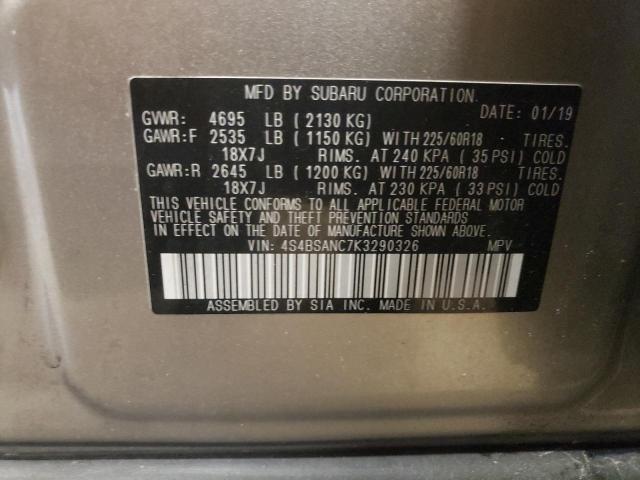 MFD BY SUBARU CORPORATION DATE: 01/19
GVWR: 4695 LB ( 2130 KG)
GAWR:F 2535 LB ( 1150 KG) WITH 225/60R18 TIRES.
18X7J RIMS. AT 240 KPA ( 35 PSI) COLD
GAWR:R 2645 LB ( 1200 KG) WITH 225/60R18 TIRES.
18X7J RIMS. AT 230 KPA ( 33 PSI) COLD
THIS VEHICLE CONFORMS TO ALL APPLICABLE FEDERAL MOTOR
VEHICLE SAFETY AND THEFT PREVENTION STANDARDS
IN EFFECT ON THE DATE OF MANUFACTURE SHOWN ABOVE.
VIN: 4S4BSANC7K3290326 MPV
ASSEMBLED BY SIA INC. MADE IN U.S.A.